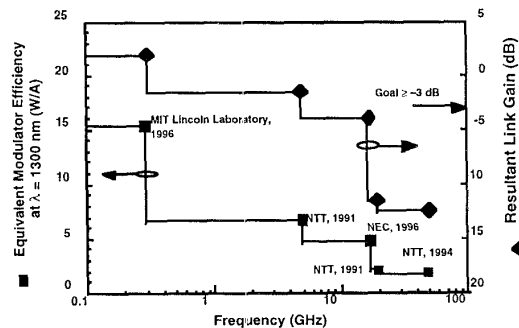 Equivalent Modulator Efficiency
at λ = 1300 nm (W/A)
25
20
15
10
5
0
MIT Lincoln Laboratory,
1996
Goal ≥ –3 dB
NTT, 1991
NEC, 1996
NTT, 1991
NTT, 1994
5
0
-5
-10
-15
-20
Resultant Link Gain (dB)
0.1
1
10
100
Frequency (GHz)